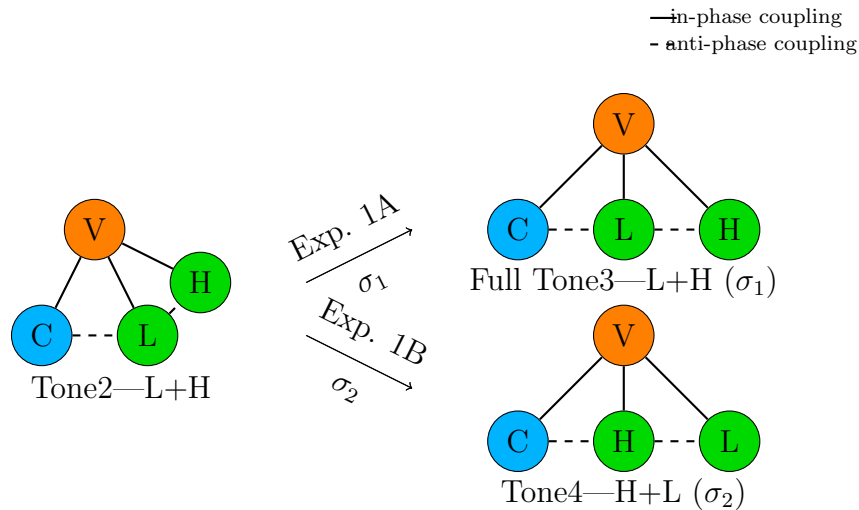 in-phase coupling
anti-phase coupling
V
C
L
H
Tone2—L+H
Exp. 1A
σ₁
Exp. 1B
σ₂
V
C
L
H
Full Tone3—L+H (σ₁)
V
C
H
L
Tone4—H+L (σ₂)